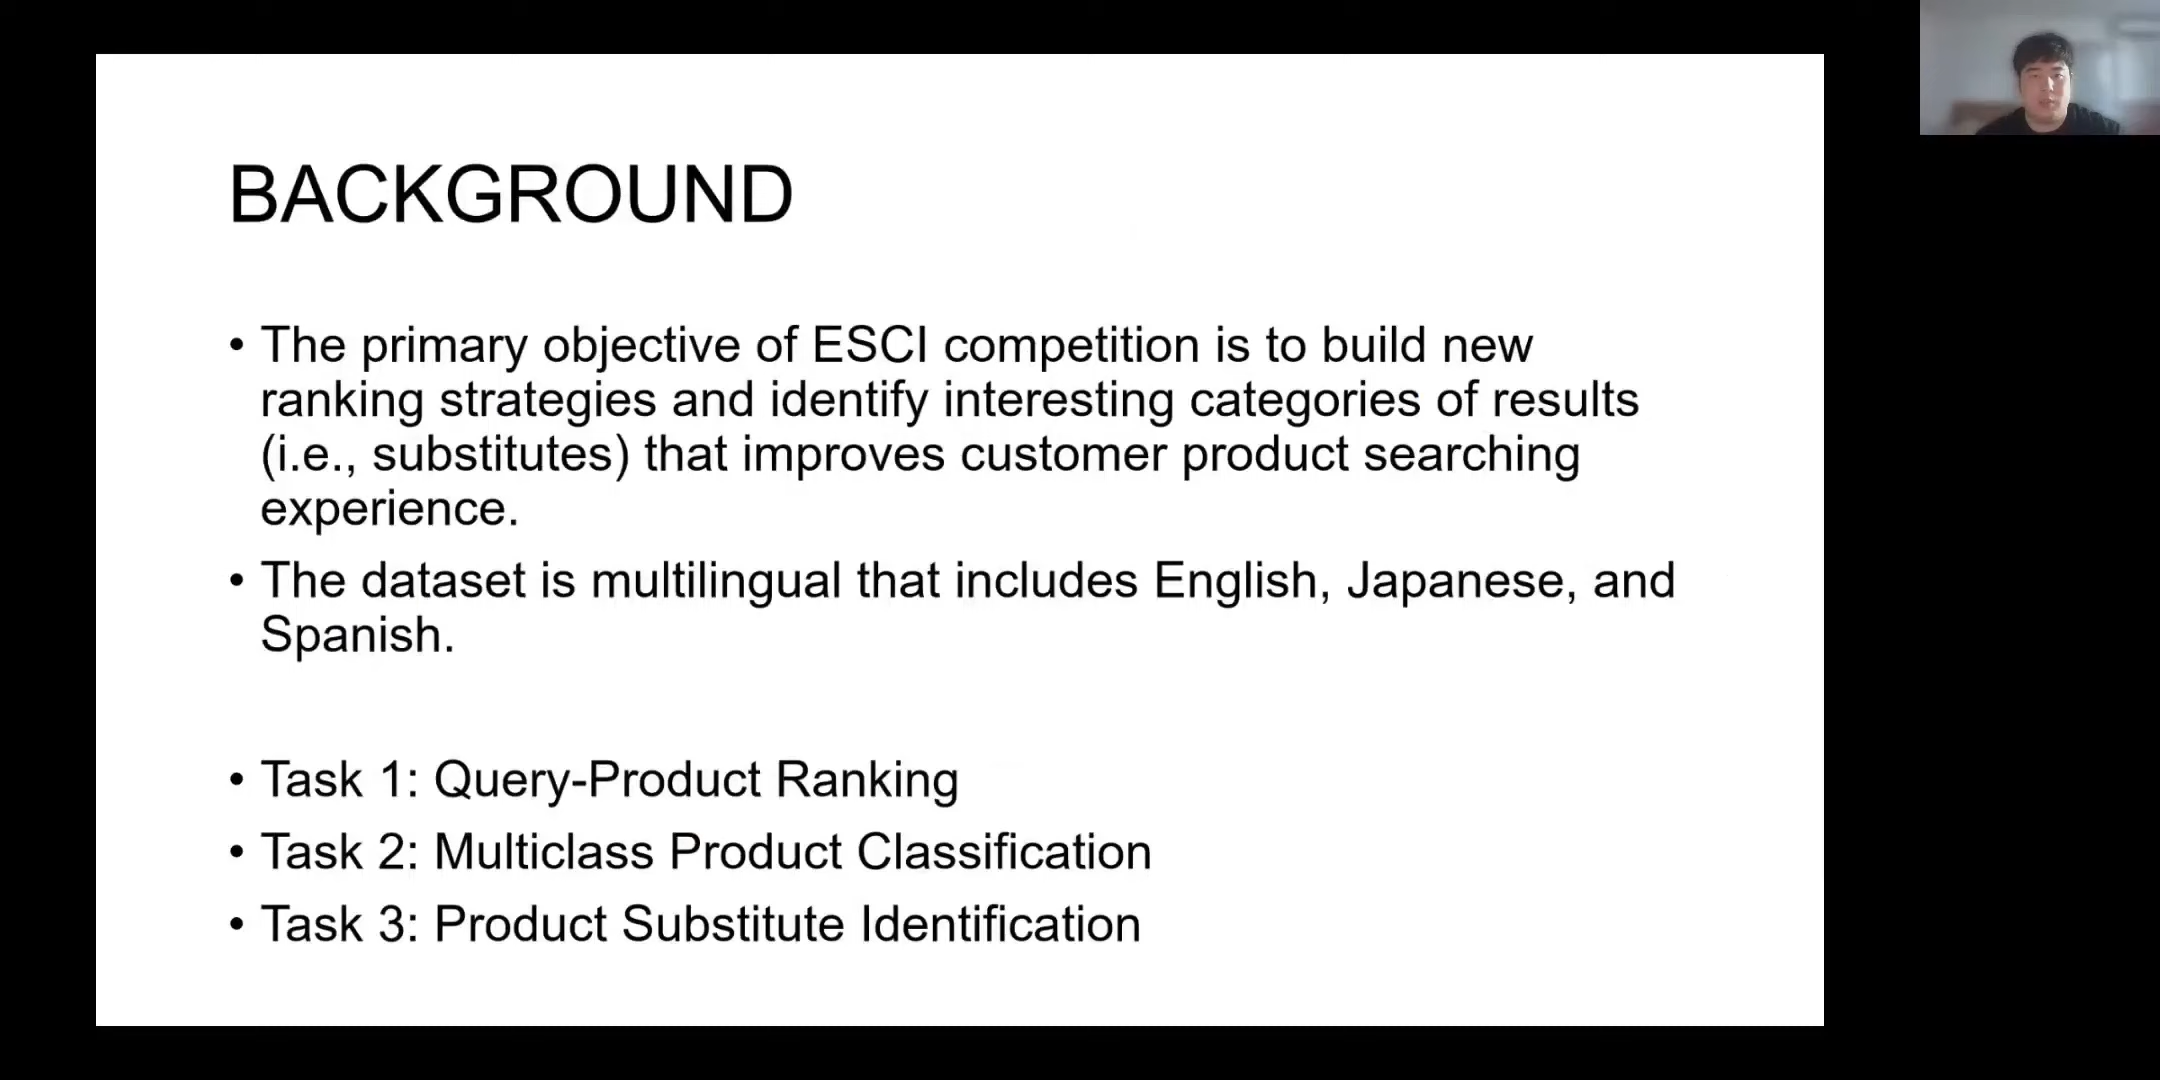 BACKGROUND
• The primary objective of ESCI competition is to build new
ranking strategies and identify interesting categories of results
(i.e., substitutes) that improves customer product searching
experience.
• The dataset is multilingual that includes English, Japanese, and
Spanish.
• Task 1: Query-Product Ranking
• Task 2: Multiclass Product Classification
• Task 3: Product Substitute Identification